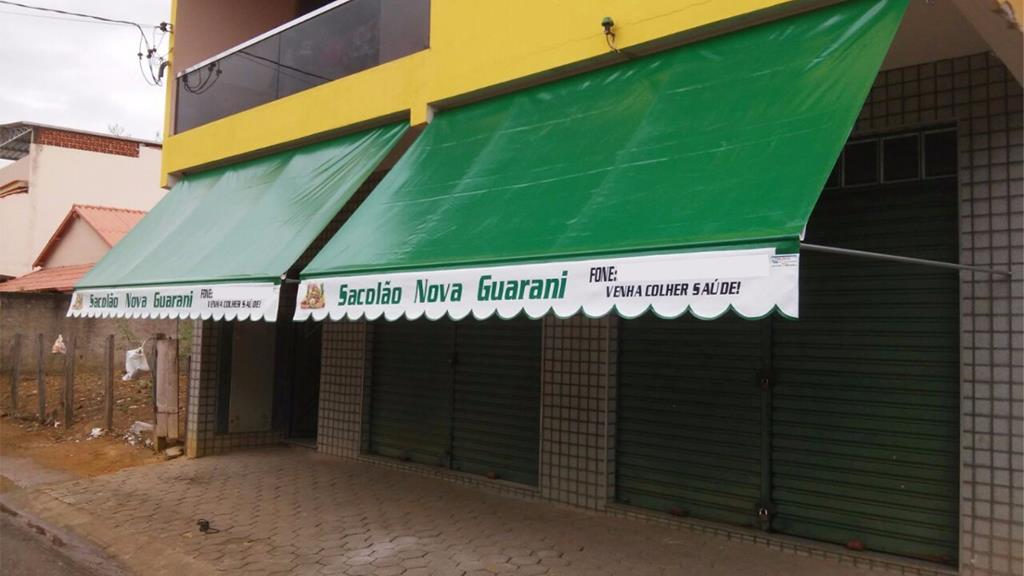 Sacolão Nova Guarani
FONE:
VENHA COLHER SAÚDE!
Sacolão Nova Guarani
FONE:
VENHA COLHER SAÚDE!